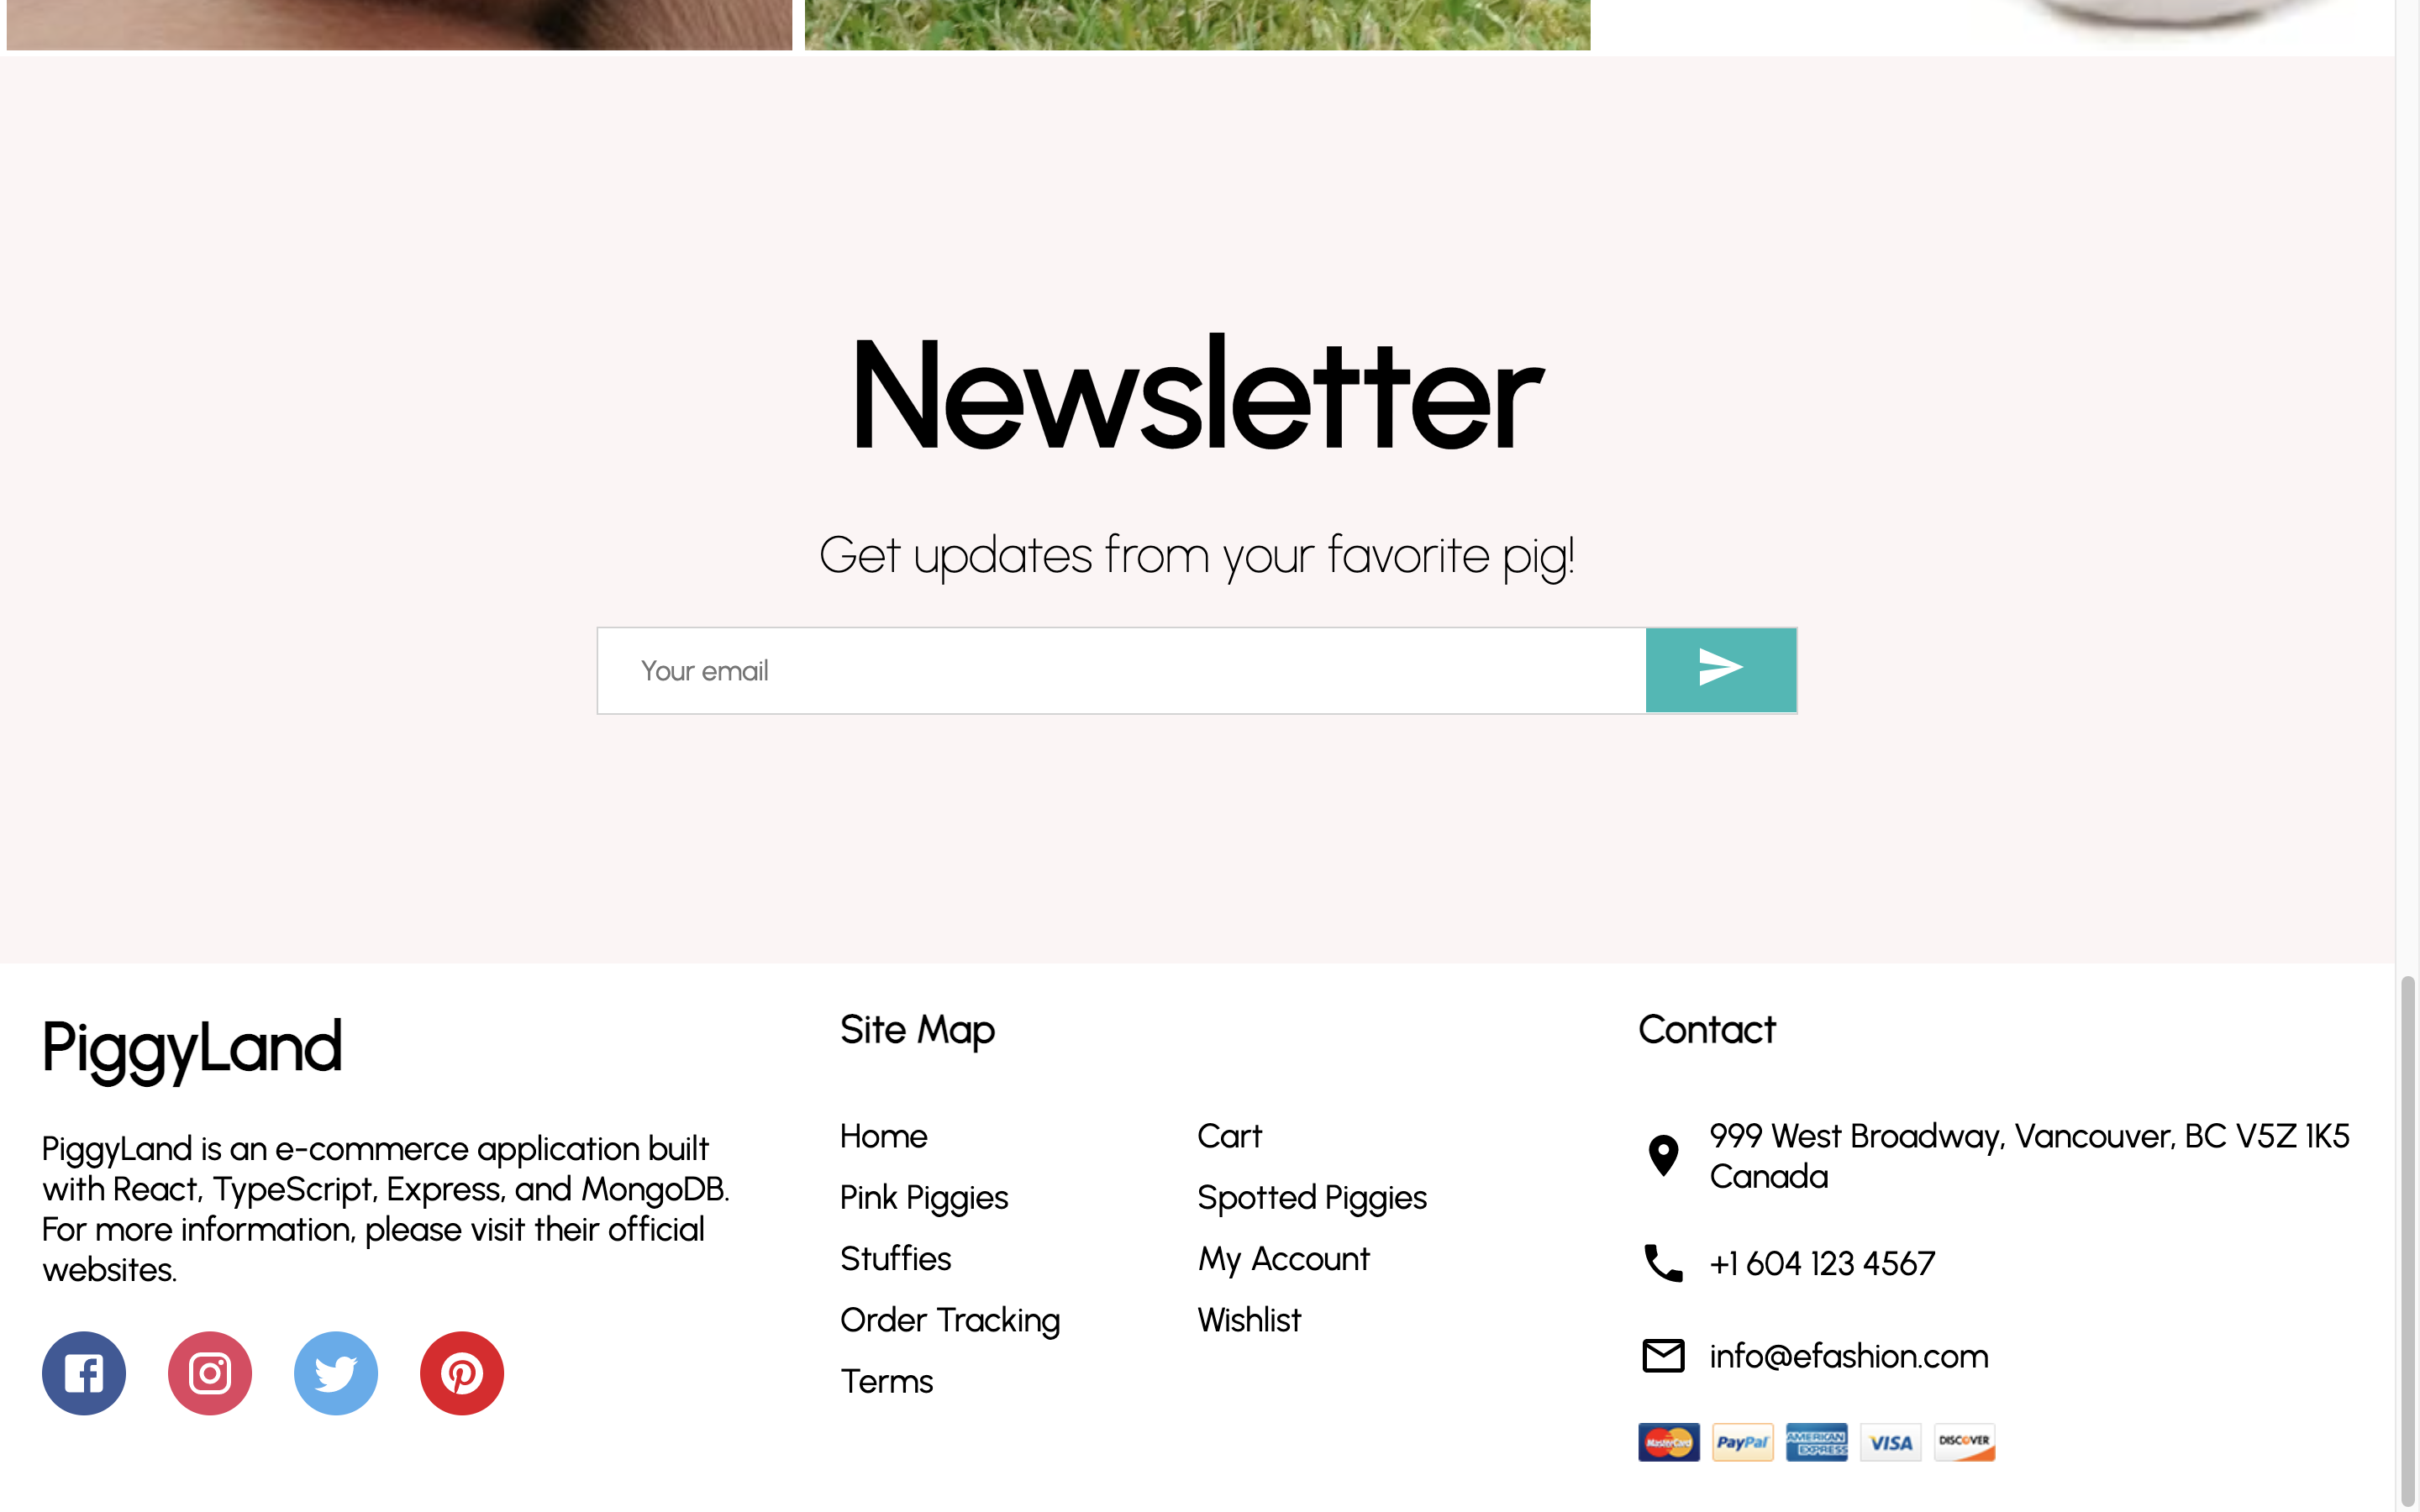 Newsletter
Get updates from your favorite pig!
Your email
PiggyLand
PiggyLand is an e-commerce application built
with React, TypeScript, Express, and MongoDB.
For more information, please visit their official
websites.
Site Map
Home
Cart
Pink Piggies
Spotted Piggies
Stuffies
My Account
Order Tracking
Wishlist
Terms
Contact
999 West Broadway, Vancouver, BC V5Z 1K5
Canada
+1 604 123 4567
info@efashion.com
MasterCard PayPal AMERICAN EXPRESS VISA DISCOVER